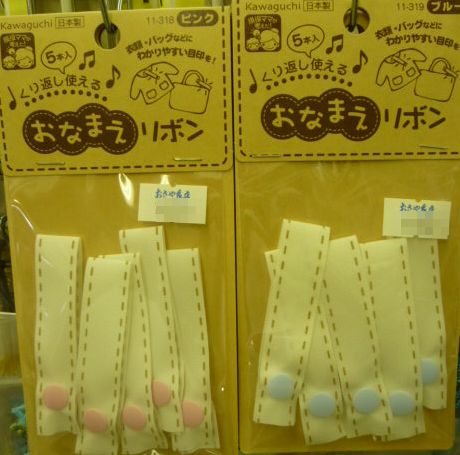 Kawaguchi 日本製
11-318 ピンク
5本入
衣類・バッグなどに
わかりやすい目印を!
くり返し使える
おなまえリボン
Kawaguchi 日本製
11-319 ブルー
5本入
衣類・バッグなどに
わかりやすい目印を!
くり返し使える
おなまえリボン